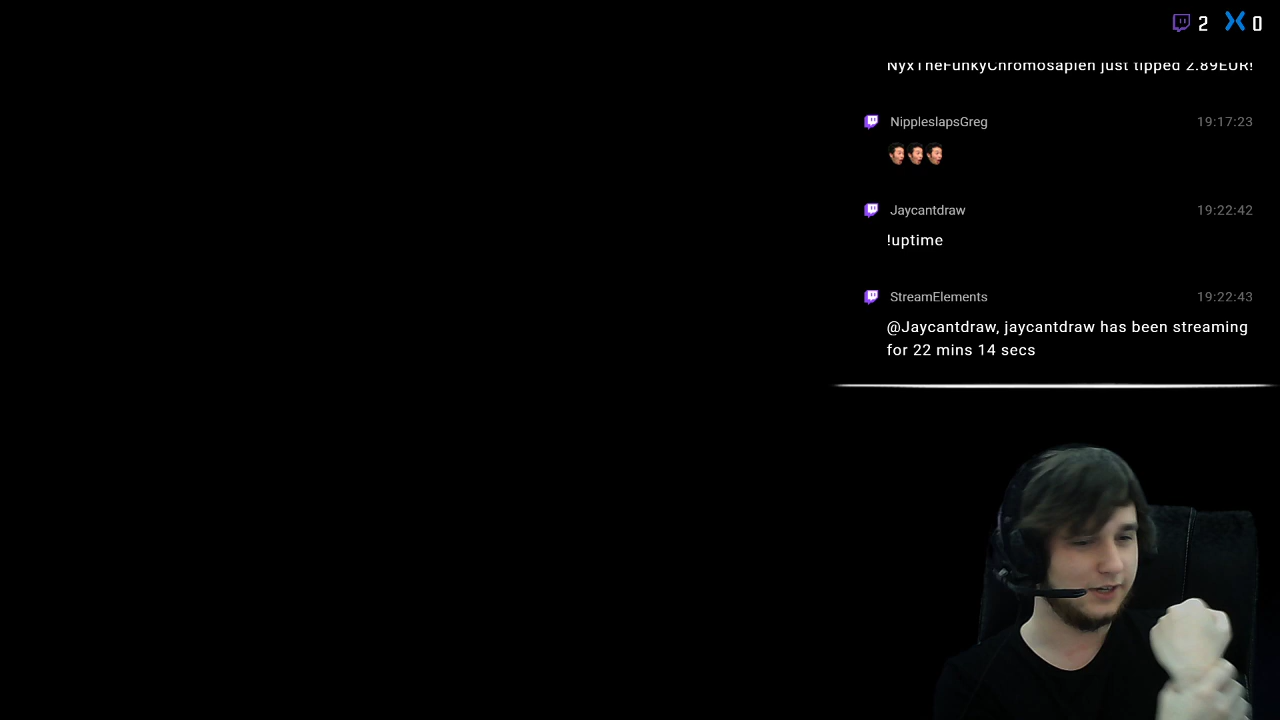 2 0
NyxTheFunkyChromosapien just tipped 2.89EUR!
NippleslapsGreg 19:17:23
Jaycantdraw 19:22:42
!uptime
StreamElements 19:22:43
@Jaycantdraw, jaycantdraw has been streaming
for 22 mins 14 secs